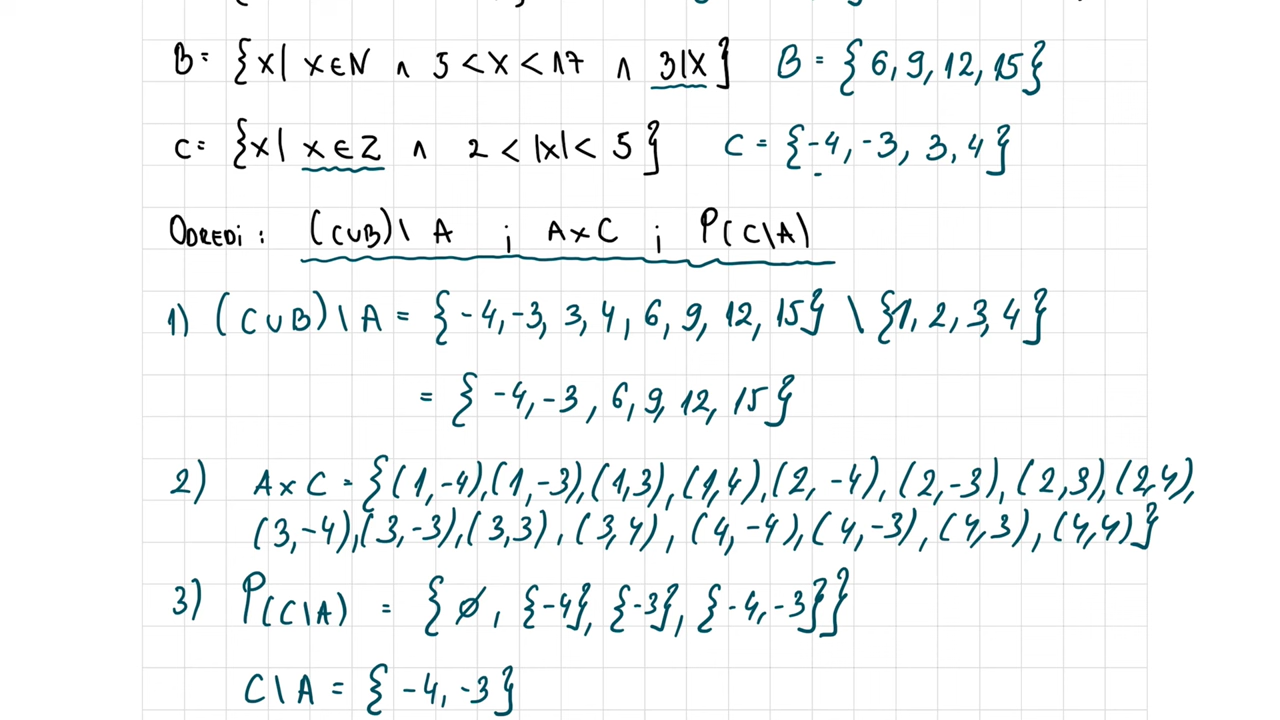 B = {x| x∈N ∧ 5 < x < 17 ∧ 3|x} B = {6, 9, 12, 15}
C = {x| x∈Z ∧ 2 < |x| < 5} C = {-4, -3, 3, 4}
ODREDi : (C∪B) \ A ; A×C ; P(C\A)
1) (C∪B) \ A = {-4, -3, 3, 4, 6, 9, 12, 15} \ {1, 2, 3, 4}
= {-4, -3, 6, 9, 12, 15}
2) A×C = {(1, -4), (1, -3), (1, 3), (1, 4), (2, -4), (2, -3), (2, 3), (2, 4),
(3, -4), (3, -3), (3, 3), (3, 4), (4, -4), (4, -3), (4, 3), (4, 4)}
3) P(C\A) = {∅, {-4}, {-3}, {-4, -3}}
C \ A = {-4, -3}